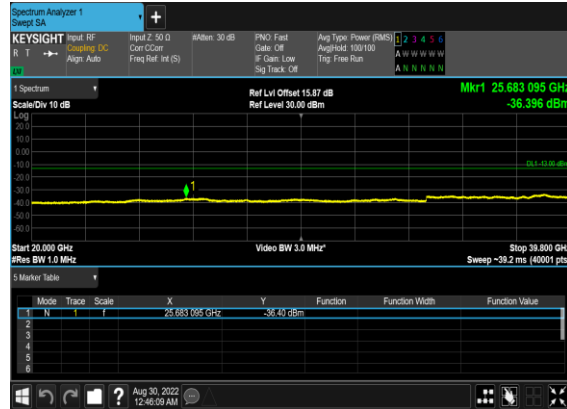 Spectrum Analyzer 1
Swept SA
+
KEYSIGHT
R T
Input: RF
Coupling: DC
Align: Auto
Input Z: 50 Ω
Corr CCorr
Freq Ref: Int (S)
#Atten: 30 dB
PNO: Fast
Gate: Off
IF Gain: Low
Sig Track: Off
Avg Type: Power (RMS)
Avg|Hold: 100/100
Trig: Free Run
1 2 3 4 5 6
A W W W W W
A N N N N N
1 Spectrum
Scale/Div 10 dB
Ref Lvl Offset 15.87 dB
Ref Level 30.00 dBm
Mkr1 25.683 095 GHz
-36.396 dBm
Log
20.0
10.0
0.00
-10.0
-20.0
-30.0
-40.0
-50.0
-60.0
DL1 -13.00 dBm
1
Start 20.000 GHz
#Res BW 1.0 MHz
Video BW 3.0 MHz*
Stop 39.800 GHz
Sweep ~39.2 ms (40001 pts)
5 Marker Table
Mode Trace Scale X Y Function Function Width Function Value
1 N 1 f 25.683 095 GHz -36.40 dBm
2
3
4
5
6
? Aug 30, 2022
12:46:09 AM